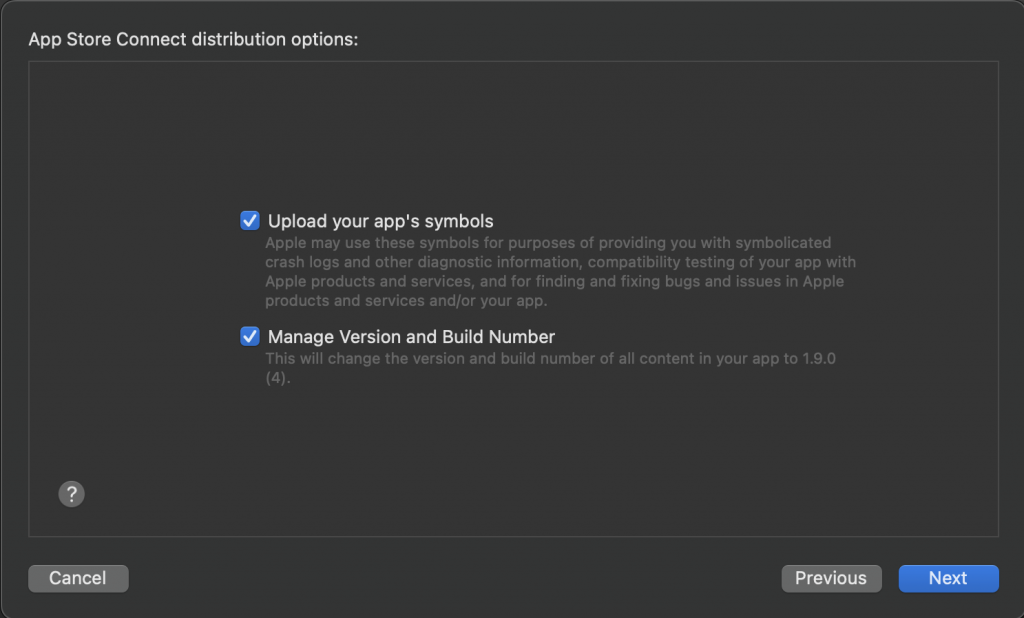 App Store Connect distribution options:
Upload your app's symbols
Apple may use these symbols for purposes of providing you with symbolicated
crash logs and other diagnostic information, compatibility testing of your app with
Apple products and services, and for finding and fixing bugs and issues in Apple
products and services and/or your app.
Manage Version and Build Number
This will change the version and build number of all content in your app to 1.9.0
(4).
?
Cancel
Previous
Next